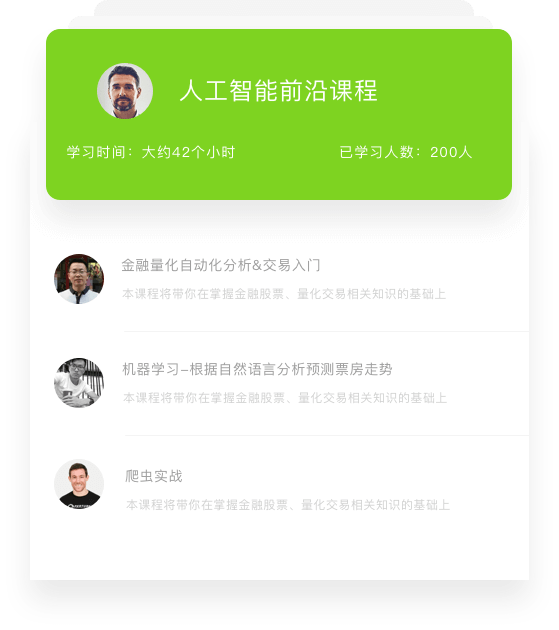 人工智能前沿课程
学习时间：大约42个小时 已学习人数：200人
金融量化自动化分析&交易入门
本课程将带你在掌握金融股票、量化交易相关知识的基础上
机器学习-根据自然语言分析预测票房走势
本课程将带你在掌握金融股票、量化交易相关知识的基础上
爬虫实战
本课程将带你在掌握金融股票、量化交易相关知识的基础上